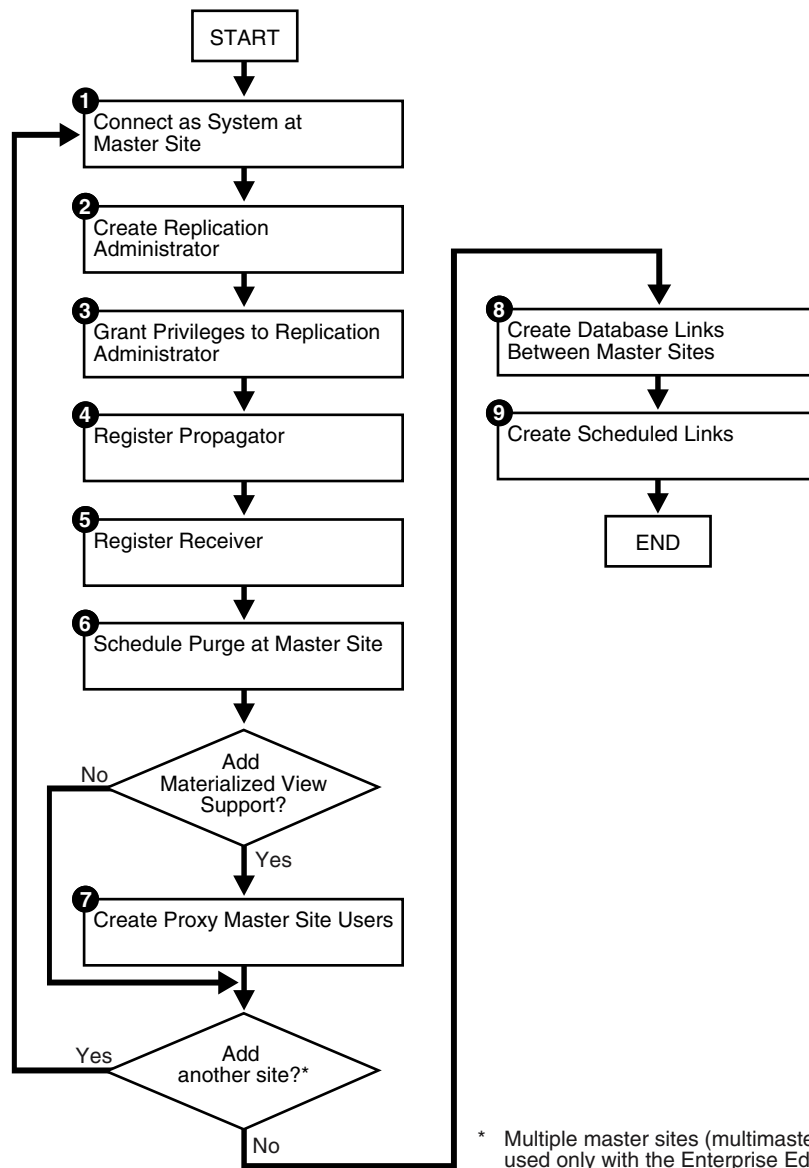 START
1
Connect as System at
Master Site
2
Create Replication
Administrator
3
Grant Privileges to Replication
Administrator
4
Register Propagator
5
Register Receiver
6
Schedule Purge at Master Site
Add
Materialized View
Support?
No
Yes
7
Create Proxy Master Site Users
Add
another site?*
Yes
No
8
Create Database Links
Between Master Sites
9
Create Scheduled Links
END
* Multiple master sites
used only with the Enterprise